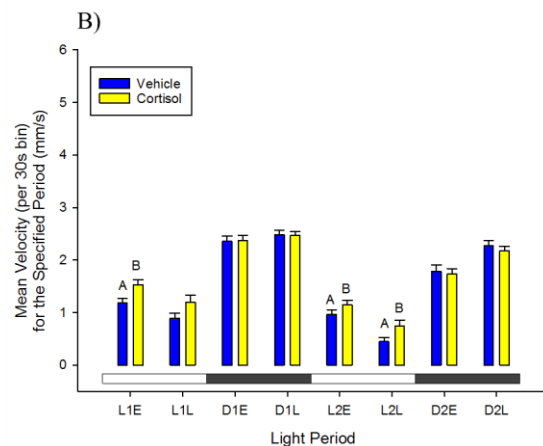 B)
Mean Velocity (per 30s bin)
for the Specified Period (mm/s)
6
5
4
3
2
1
0
Vehicle
Cortisol
A B
A B
A B
L1E L1L D1E D1L L2E L2L D2E D2L
Light Period